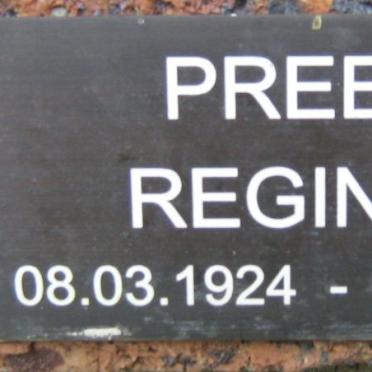 PREE
REGIN
08.03.1924 -